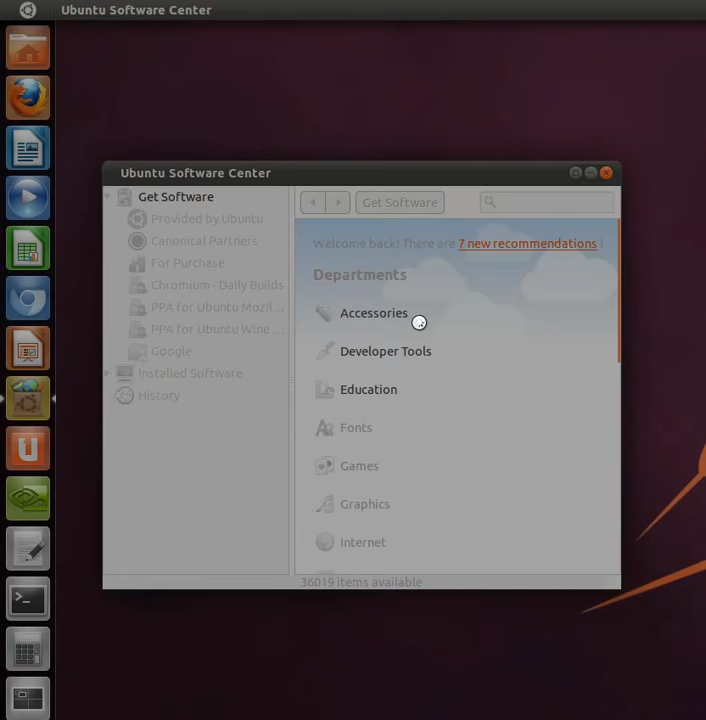 Ubuntu Software Center
Ubuntu Software Center
Get Software
Provided by Ubuntu
Canonical Partners
For Purchase
Chromium - Daily Builds
PPA for Ubuntu Mozil ...
PPA for Ubuntu Wine ...
Google
Installed Software
History
Get Software
Welcome back! There are 7 new recommendations
Departments
Accessories
Developer Tools
Education
Fonts
Games
Graphics
Internet
36019 items available